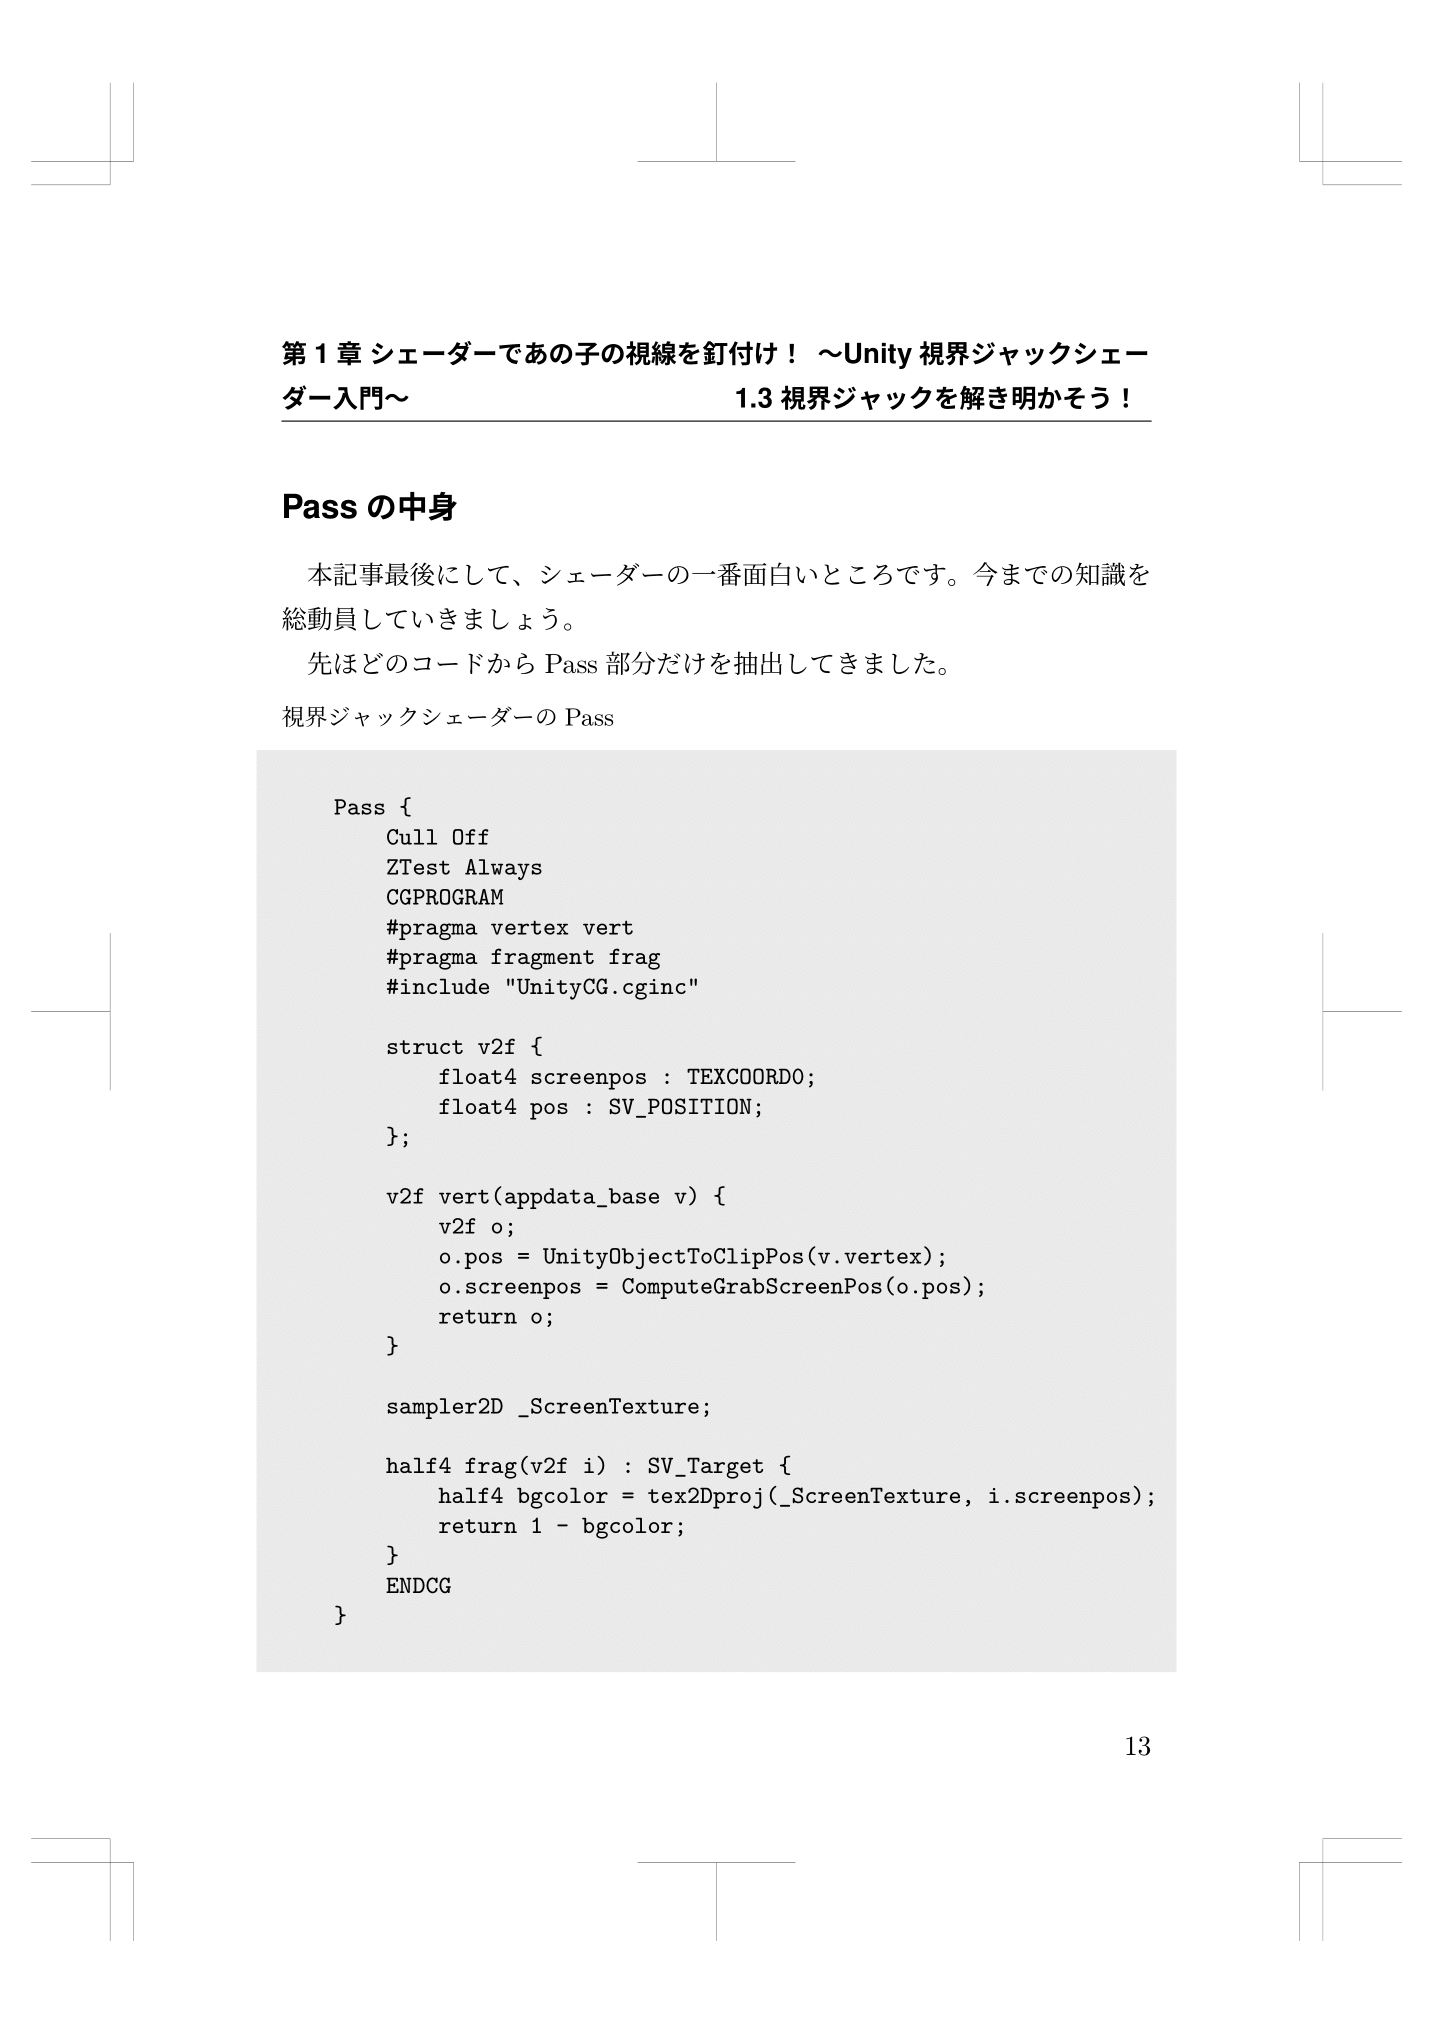 第 1 章 シェーダーであの子の視線を釘付け！ 〜Unity 視界ジャックシェー
ダー入門〜 1.3 視界ジャックを解き明かそう！
Pass の中身
本記事最後にして、シェーダーの一番面白いところです。今までの知識を
総動員していきましょう。
先ほどのコードから Pass 部分だけを抽出してきました。
視界ジャックシェーダーの Pass
Pass {
    Cull Off
    ZTest Always
    CGPROGRAM
    #pragma vertex vert
    #pragma fragment frag
    #include "UnityCG.cginc"

    struct v2f {
        float4 screenpos : TEXCOORD0;
        float4 pos : SV_POSITION;
    };

    v2f vert(appdata_base v) {
        v2f o;
        o.pos = UnityObjectToClipPos(v.vertex);
        o.screenpos = ComputeGrabScreenPos(o.pos);
        return o;
    }

    sampler2D _ScreenTexture;

    half4 frag(v2f i) : SV_Target {
        half4 bgcolor = tex2Dproj(_ScreenTexture, i.screenpos);
        return 1 - bgcolor;
    }
    ENDCG
}
13